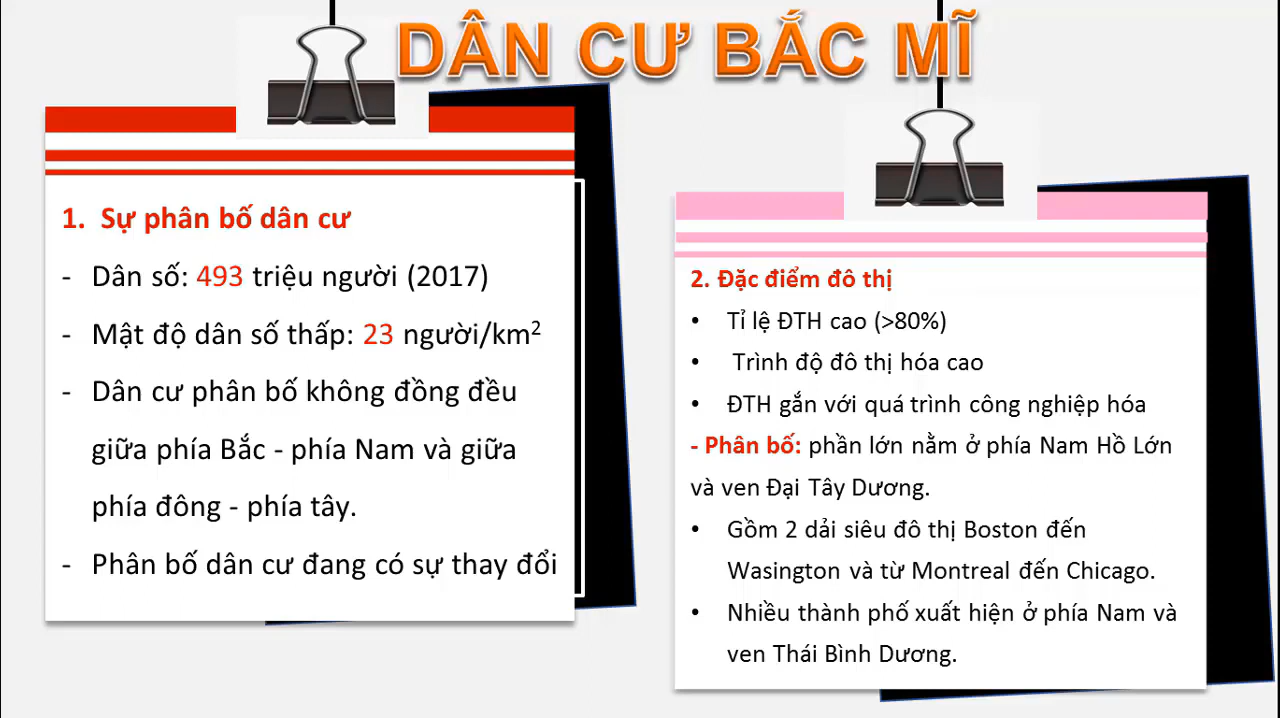 DÂN CƯ BẮC MĨ
1. Sự phân bố dân cư
- Dân số: 493 triệu người (2017)
- Mật độ dân số thấp: 23 người/km²
- Dân cư phân bố không đồng đều
giữa phía Bắc - phía Nam và giữa
phía đông - phía tây.
- Phân bố dân cư đang có sự thay đổi
2. Đặc điểm đô thị
• Tỉ lệ ĐTH cao (>80%)
• Trình độ đô thị hóa cao
• ĐTH gắn với quá trình công nghiệp hóa
- Phân bố: phần lớn nằm ở phía Nam Hồ Lớn
và ven Đại Tây Dương.
• Gồm 2 dải siêu đô thị Boston đến
Wasington và từ Montreal đến Chicago.
• Nhiều thành phố xuất hiện ở phía Nam và
ven Thái Bình Dương.